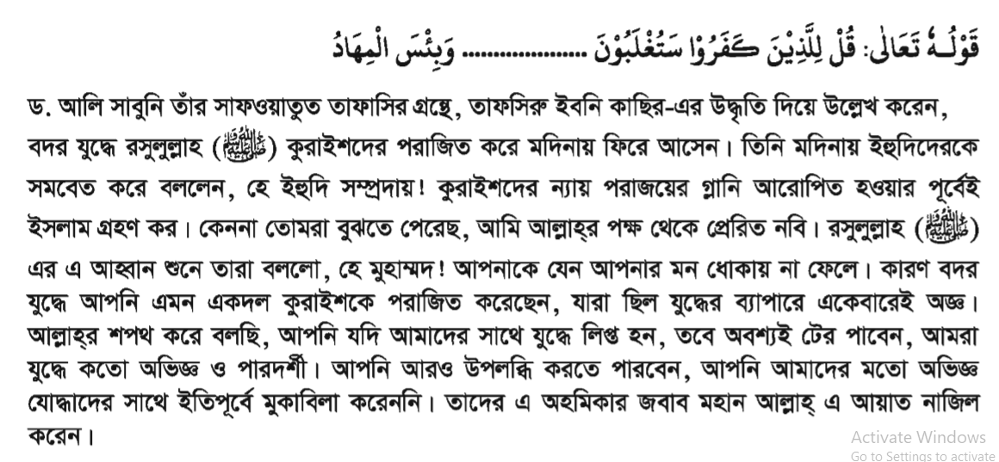 قَوْلُهُ تَعَالٰى: قُلْ لِلَّذِيْنَ كَفَرُوْا سَتُغْلَبُوْنَ .................... وَبِئْسَ الْمِهَادُ
ড. আলি সাবুনি তাঁর সাফওয়াতুত তাফাসির গ্রন্থে, তাফসিরু ইবনি কাছির-এর উদ্ধৃতি দিয়ে উল্লেখ করেন,
বদর যুদ্ধে রসুলুল্লাহ (ﷺ) কুরাইশদের পরাজিত করে মদিনায় ফিরে আসেন। তিনি মদিনায় ইহুদিদেরকে
সমবেত করে বললেন, হে ইহুদি সম্প্রদায়! কুরাইশদের ন্যায় পরাজয়ের গ্লানি আরোপিত হওয়ার পূর্বেই
ইসলাম গ্রহণ কর। কেননা তোমরা বুঝতে পেরেছ, আমি আল্লাহ্‌র পক্ষ থেকে প্রেরিত নবি। রসুলুল্লাহ (ﷺ)
এর এ আহ্বান শুনে তারা বললো, হে মুহাম্মদ! আপনাকে যেন আপনার মন ধোকায় না ফেলে। কারণ বদর
যুদ্ধে আপনি এমন একদল কুরাইশকে পরাজিত করেছেন, যারা ছিল যুদ্ধের ব্যাপারে একেবারেই অজ্ঞ।
আল্লাহ্‌র শপথ করে বলছি, আপনি যদি আমাদের সাথে যুদ্ধে লিপ্ত হন, তবে অবশ্যই টের পাবেন, আমরা
যুদ্ধে কতো অভিজ্ঞ ও পারদর্শী। আপনি আরও উপলব্ধি করতে পারবেন, আপনি আমাদের মতো অভিজ্ঞ
যোদ্ধাদের সাথে ইতিপূর্বে মুকাবিলা করেননি। তাদের এ অহমিকার জবাব মহান আল্লাহ্ এ আয়াত নাজিল
করেন।
Activate Windows
Go to Settings to activate